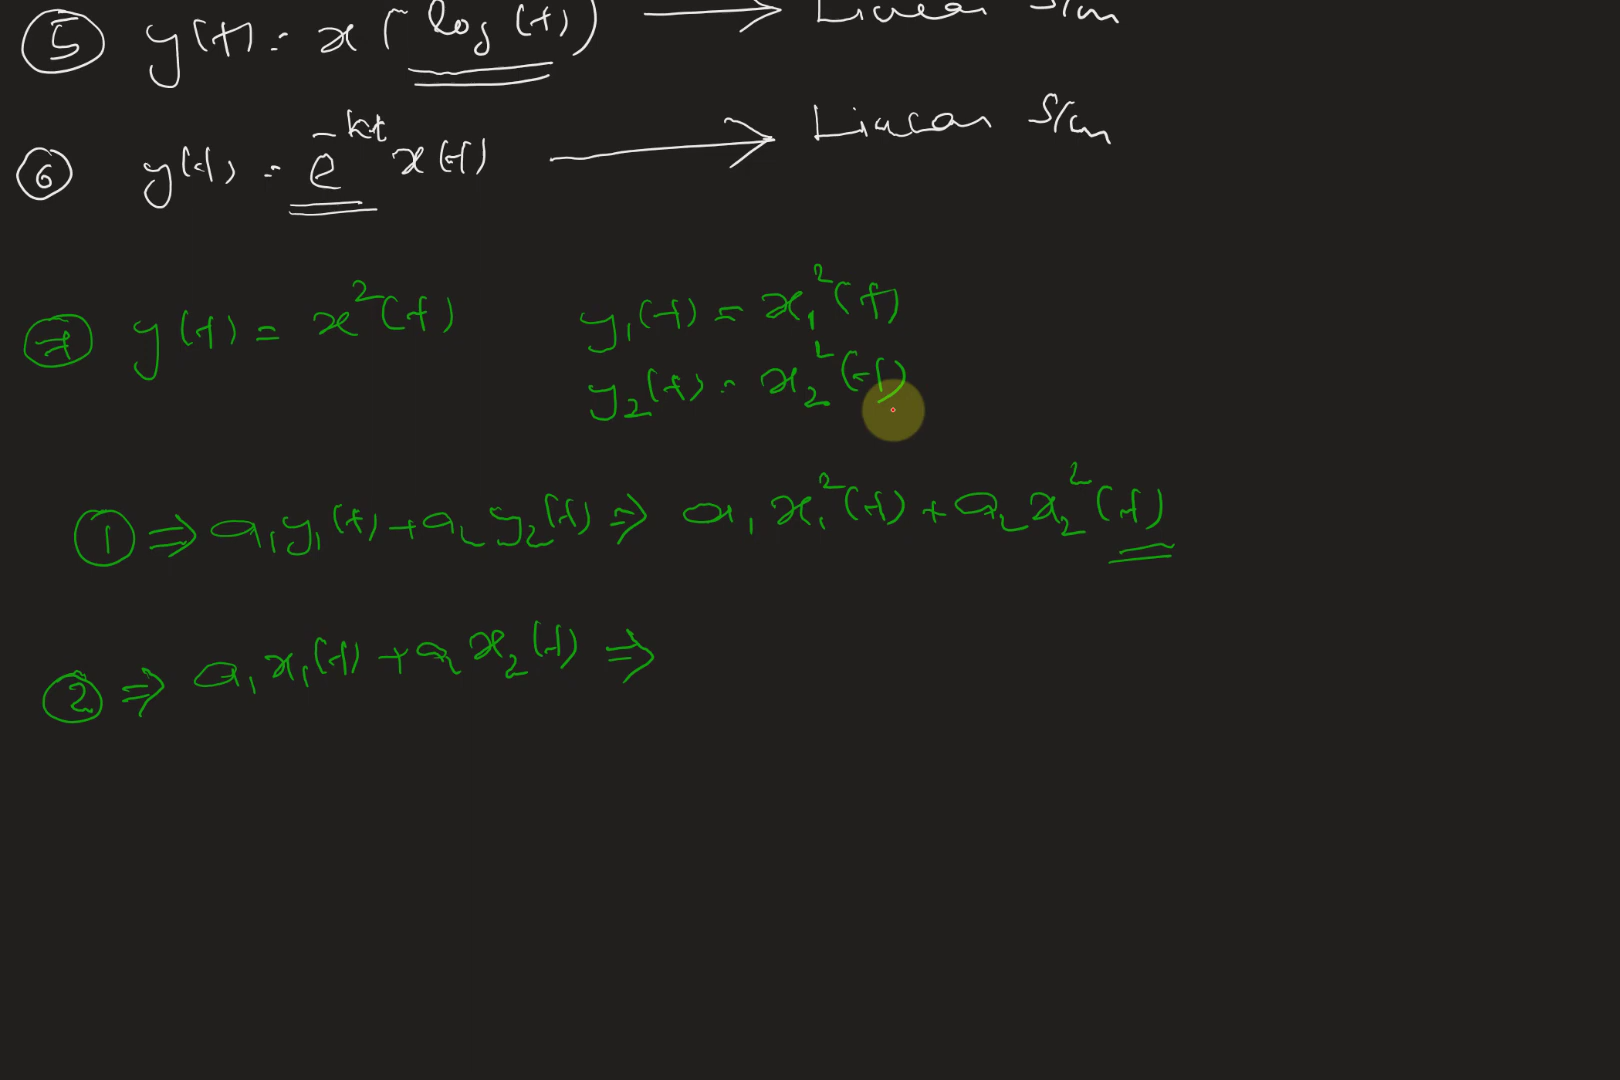 ⑤ y(t) = x(log(t)) ⟶ Linear S/m
⑥ y(t) = e^{-kt} x(t) ⟶ Linear S/m
⑦ y(t) = x²(t) y₁(t) = x₁²(t)
y₂(t) = x₂²(t)
① ⇒ a₁y₁(t) + a₂y₂(t) ⇒ a₁x₁²(t) + a₂x₂²(t)
② ⇒ a₁x₁(t) + a₂x₂(t) ⇒